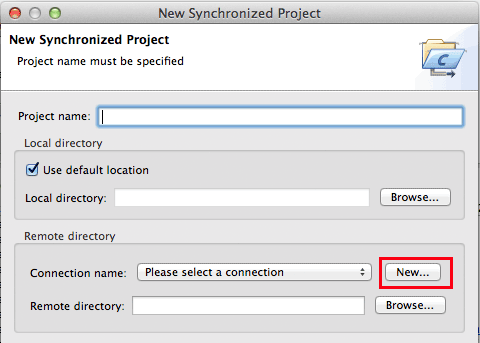 New Synchronized Project
New Synchronized Project
Project name must be specified
C
Project name:
Local directory
Use default location
Local directory: Browse...
Remote directory
Connection name: Please select a connection New...
Remote directory: Browse...